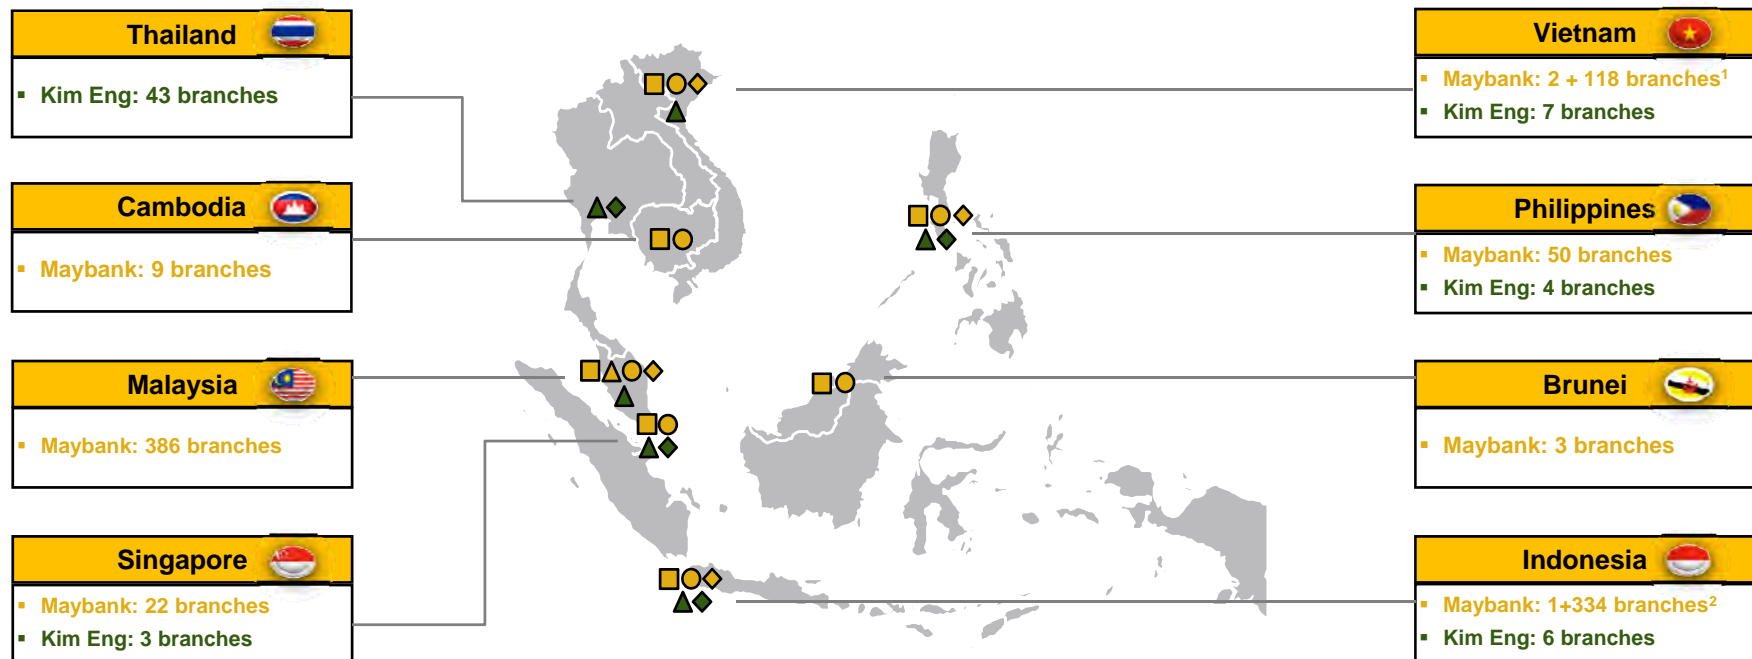 Thailand
▪ Kim Eng: 43 branches
Cambodia
▪ Maybank: 9 branches
Malaysia
▪ Maybank: 386 branches
Singapore
▪ Maybank: 22 branches
▪ Kim Eng: 3 branches
Vietnam
▪ Maybank: 2 + 118 branches¹
▪ Kim Eng: 7 branches
Philippines
▪ Maybank: 50 branches
▪ Kim Eng: 4 branches
Brunei
▪ Maybank: 3 branches
Indonesia
▪ Maybank: 1+334 branches²
▪ Kim Eng: 6 branches